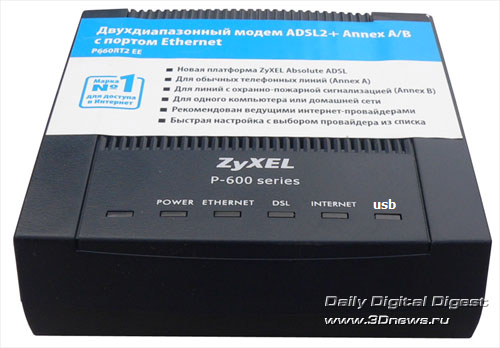 Двухдиапазонный модем ADSL2+ Annex A/B
с портом Ethernet
P660RT2 EE
Марка
№1
для доступа
в Интернет
Новая платформа ZyXEL Absolute ADSL
Для обычных телефонных линий (Annex A)
Для линий с охранно-пожарной сигнализацией (Annex B)
Для одного компьютера или домашней сети
Рекомендован ведущими интернет-провайдерами
Быстрая настройка с выбором провайдера из списка
ZyXEL
P-600 series
POWER ETHERNET DSL INTERNET usb
Daily Digital Digest
www.3Dnews.ru